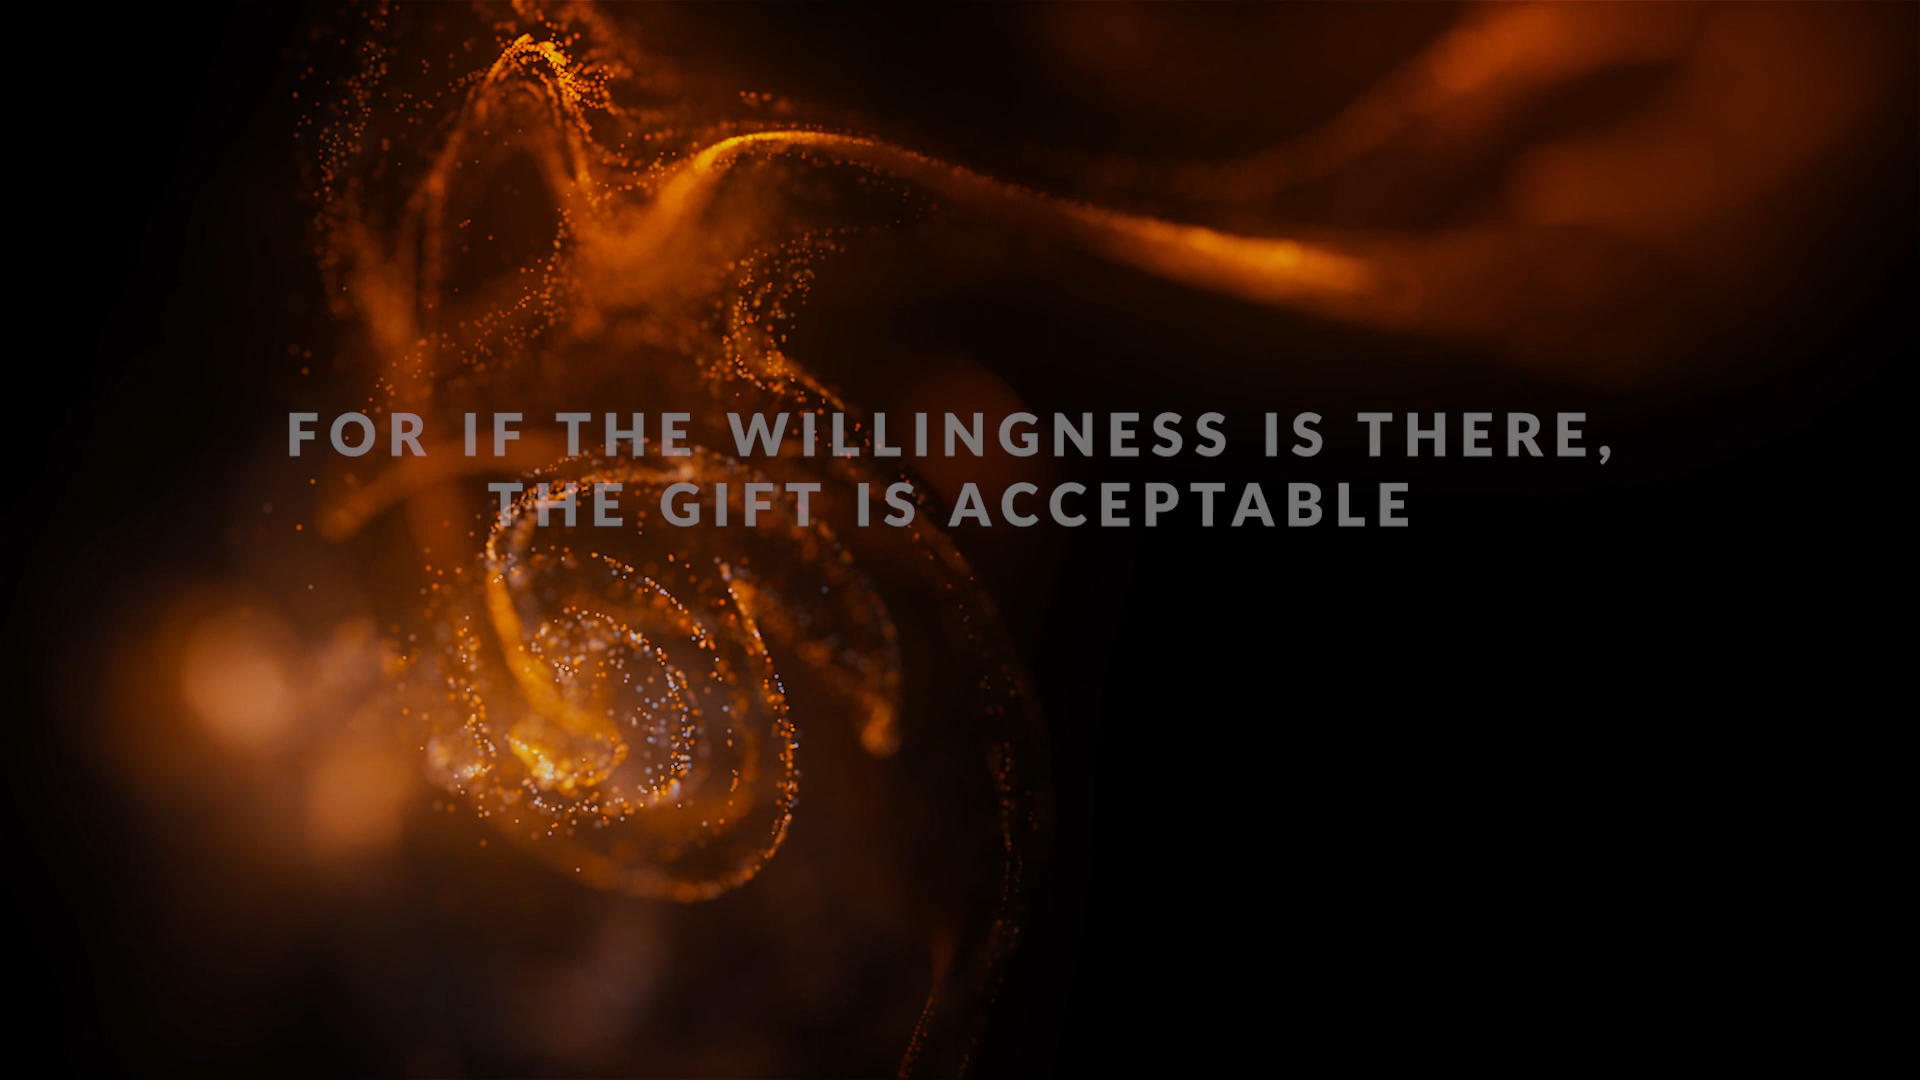 FOR IF THE WILLINGNESS IS THERE,
THE GIFT IS ACCEPTABLE